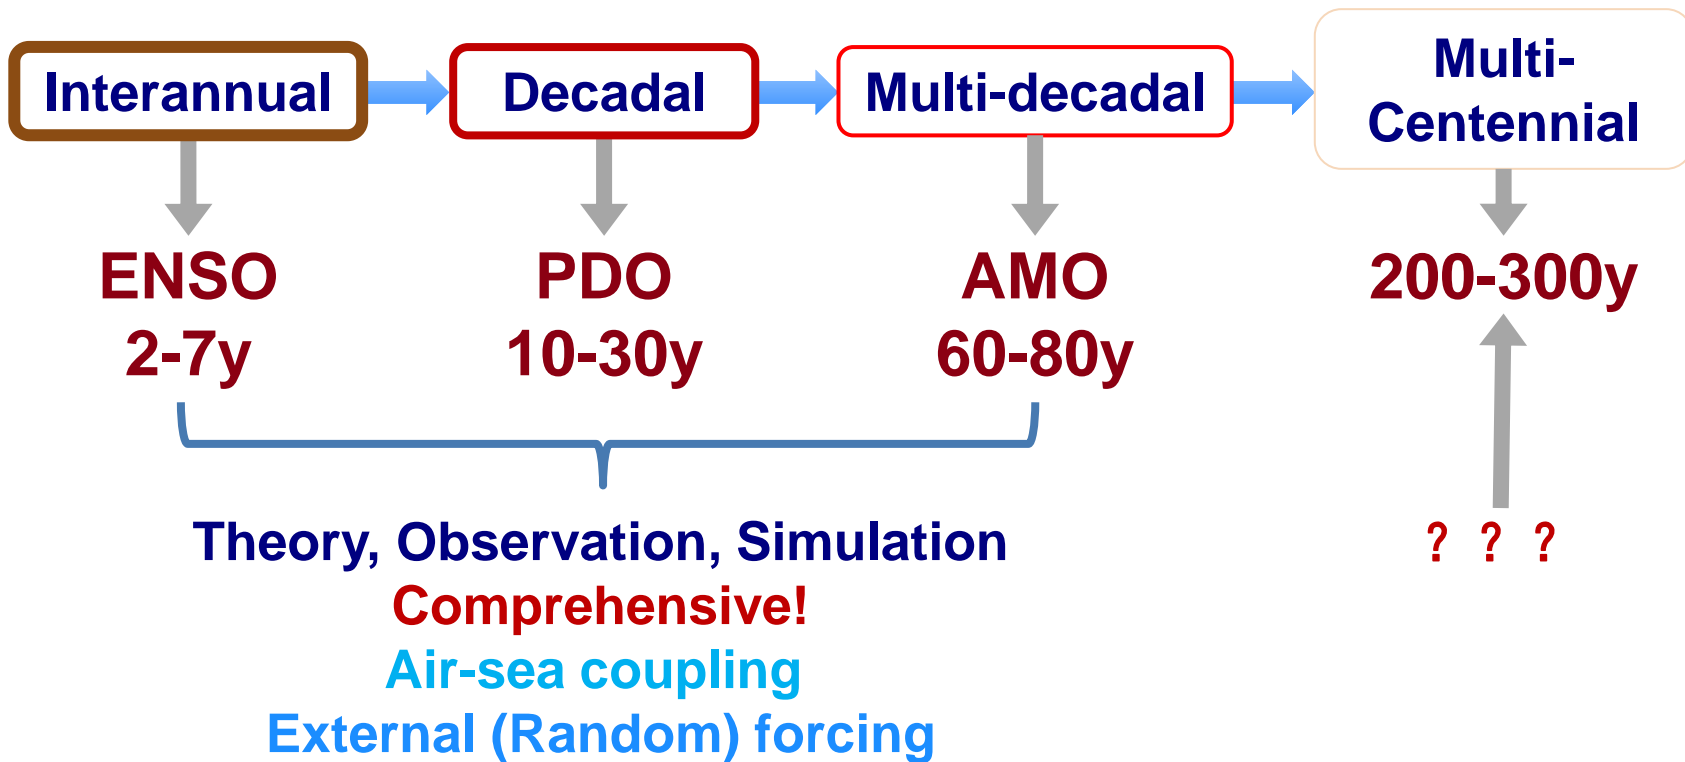 Interannual
Decadal
Multi-decadal
Multi-
Centennial
ENSO
2-7y
PDO
10-30y
AMO
60-80y
200-300y
Theory, Observation, Simulation
Comprehensive!
Air-sea coupling
External (Random) forcing
? ? ?